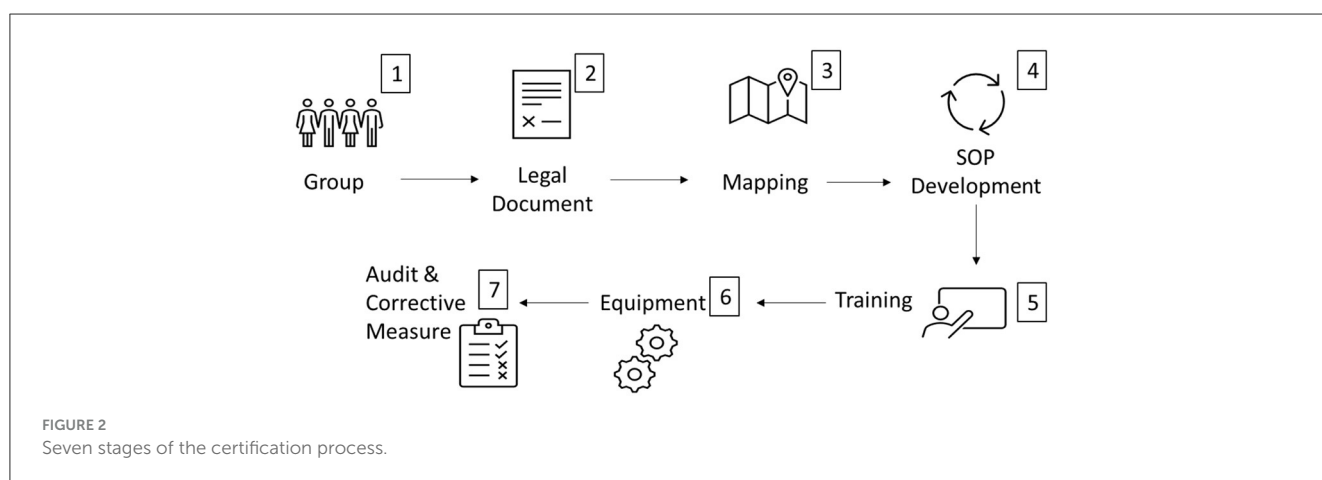 1
Group
2
Legal
Document
3
Mapping
4
SOP
Development
5
Training
6
Equipment
7
Audit &
Corrective
Measure
FIGURE 2
Seven stages of the certification process.